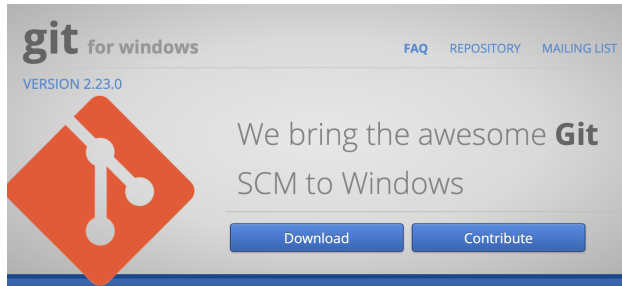 git for windows
FAQ REPOSITORY MAILING LIST
VERSION 2.23.0
We bring the awesome Git
SCM to Windows
Download Contribute